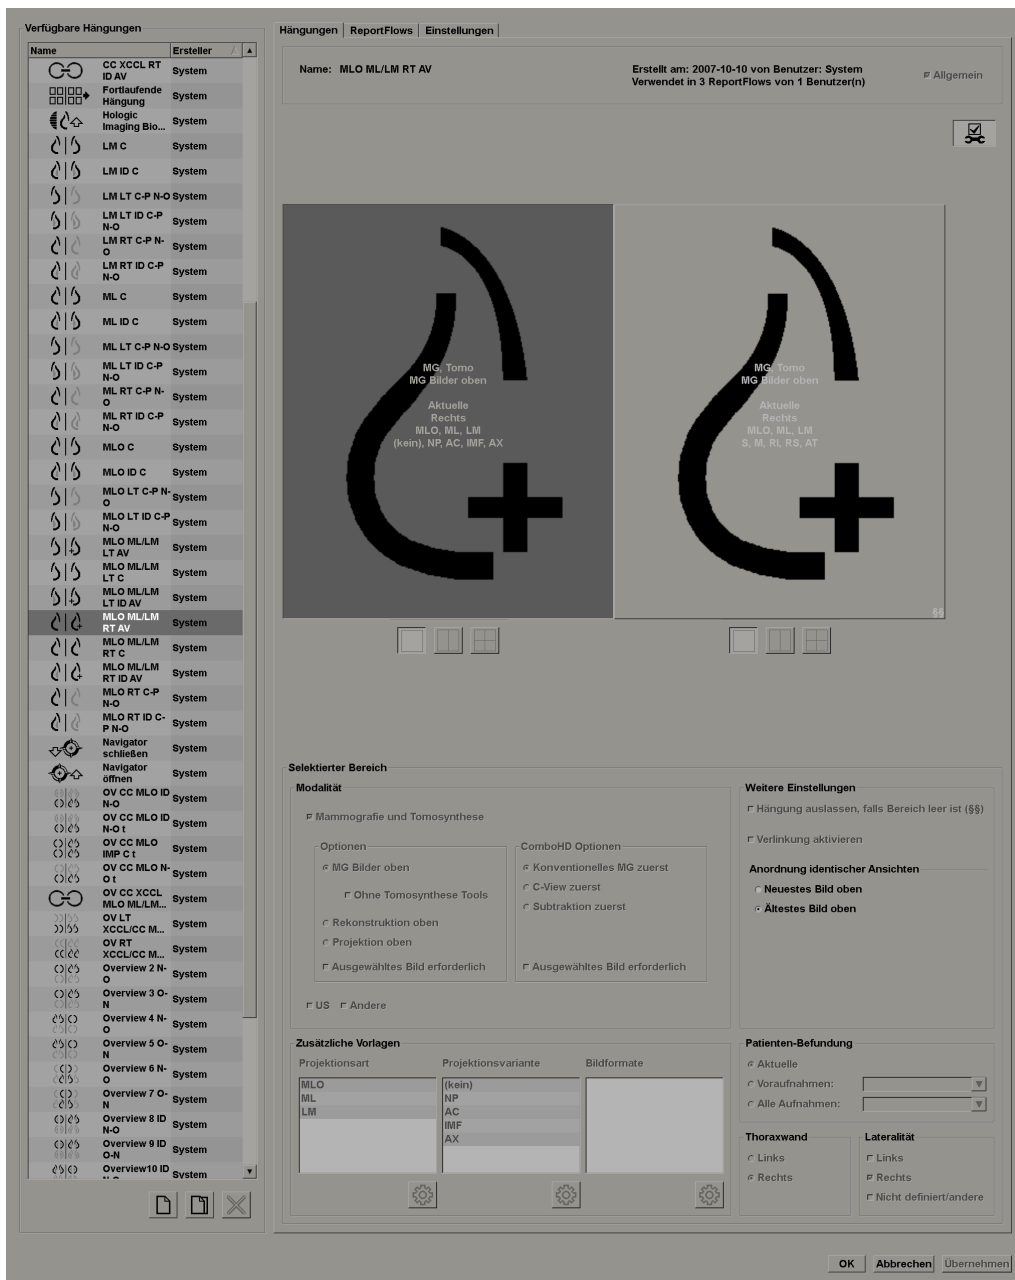 Verfügbare Hängungen
Name Ersteller
CC XCCL RT
ID AV
System
Fortlaufende
Hängung
System
Hologic
Imaging Bio...
System
LM C
System
LM ID C
System
LM LT C-P N-O
System
LM LT ID C-P
N-O
System
LM RT C-P N-
O
System
LM RT ID C-P
N-O
System
ML C
System
ML ID C
System
ML LT C-P N-O
System
ML LT ID C-P
N-O
System
ML RT C-P N-
O
System
ML RT ID C-P
N-O
System
MLO C
System
MLO ID C
System
MLO LT C-P N-
O
System
MLO LT ID C-P
N-O
System
MLO ML/LM
LT AV
System
MLO ML/LM
LT C
System
MLO ML/LM
LT ID AV
System
MLO ML/LM
RT AV
System
MLO ML/LM
RT C
System
MLO ML/LM
RT ID AV
System
MLO RT C-P
N-O
System
MLO RT ID C-
P N-O
System
Navigator
schließen
System
Navigator
öffnen
System
OV CC MLO ID
N-O
System
OV CC MLO ID
N-O t
System
OV CC MLO
IMP C t
System
OV CC MLO N-
O t
System
OV CC XCCL
MLO ML/LM...
System
OV LT
XCCL/CC M...
System
OV RT
XCCL/CC M...
System
Overview 2 N-
O
System
Overview 3 O-
N
System
Overview 4 N-
O
System
Overview 5 O-
N
System
Overview 6 N-
O
System
Overview 7 O-
N
System
Overview 8 ID
N-O
System
Overview 9 ID
O-N
System
Overview10 ID
N-O
System
Hängungen ReportFlows Einstellungen
Name: MLO ML/LM RT AV
Erstellt am: 2007-10-10 von Benutzer: System
Verwendet in 3 ReportFlows von 1 Benutzer(n)
Allgemein
MG, Tomo
MG Bilder oben
Aktuelle
Rechts
MLO, ML, LM
(kein), NP, AC, IMF, AX
MG, Tomo
MG Bilder oben
Aktuelle
Rechts
MLO, ML, LM
S, M, RI, RS, AT
§§
Selektierter Bereich
Modalität
Mammografie und Tomosynthese
Optionen
MG Bilder oben
Ohne Tomosynthese Tools
Rekonstruktion oben
Projektion oben
Ausgewähltes Bild erforderlich
ComboHD Optionen
Konventionelles MG zuerst
C-View zuerst
Subtraktion zuerst
Ausgewähltes Bild erforderlich
US Andere
Weitere Einstellungen
Hängung auslassen, falls Bereich leer ist (§§)
Verlinkung aktivieren
Anordnung identischer Ansichten
Neuestes Bild oben
Ältestes Bild oben
Zusätzliche Vorlagen
Projektionsart
MLO
ML
LM
Projektionsvariante
(kein)
NP
AC
IMF
AX
Bildformate
Patienten-Befundung
Aktuelle
Voraufnahmen:
Alle Aufnahmen:
Thoraxwand
Links
Rechts
Lateralität
Links
Rechts
Nicht definiert/andere
OK Abbrechen Übernehmen